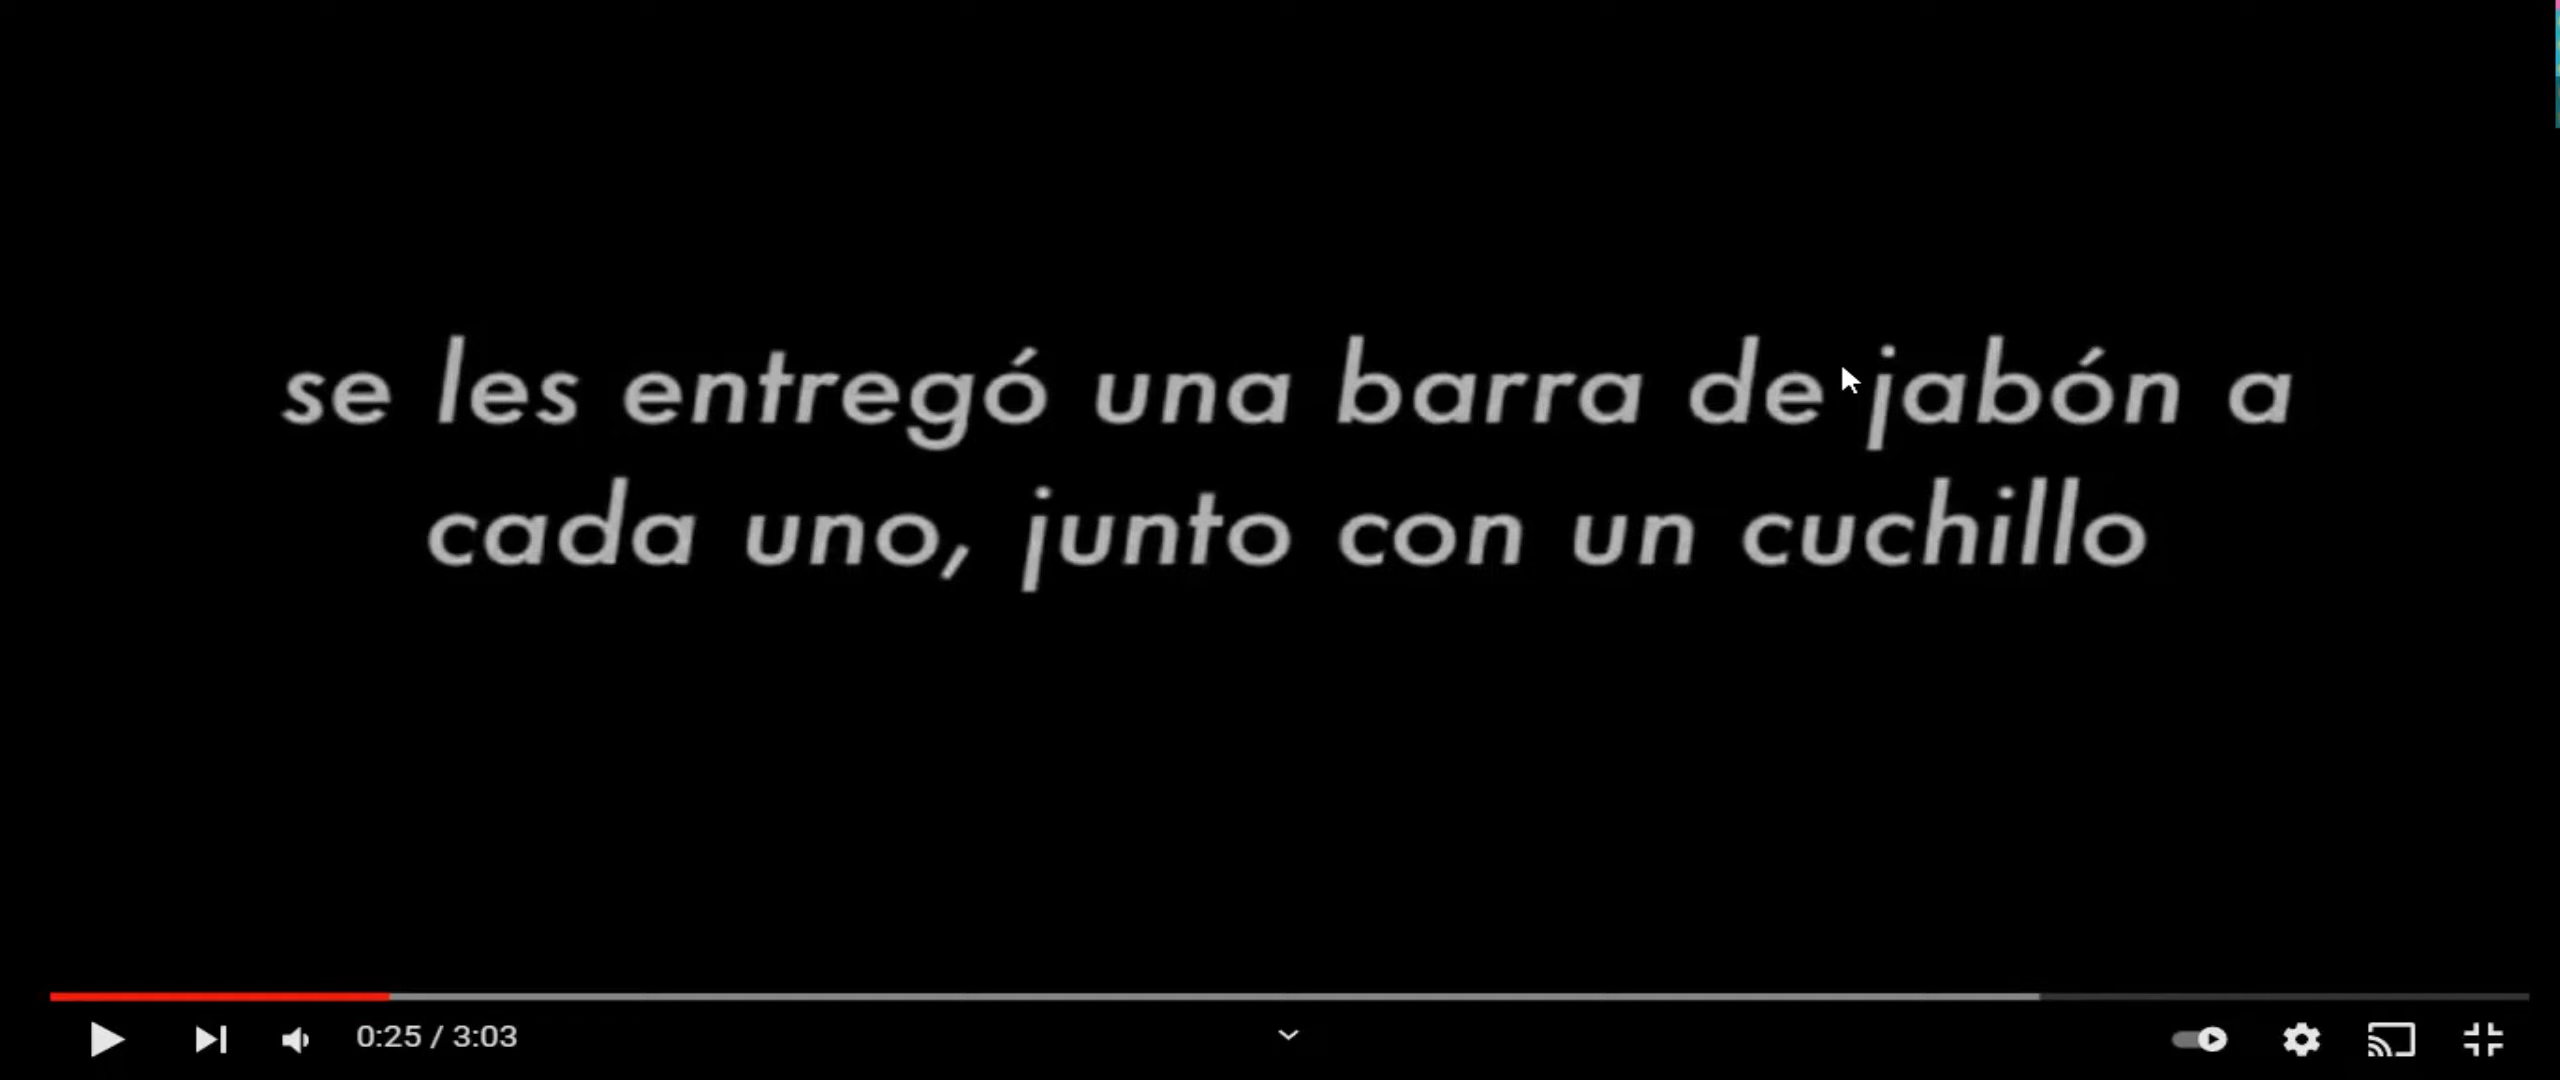 se les entregó una barra de jabón a
cada uno, junto con un cuchillo
0:25 / 3:03